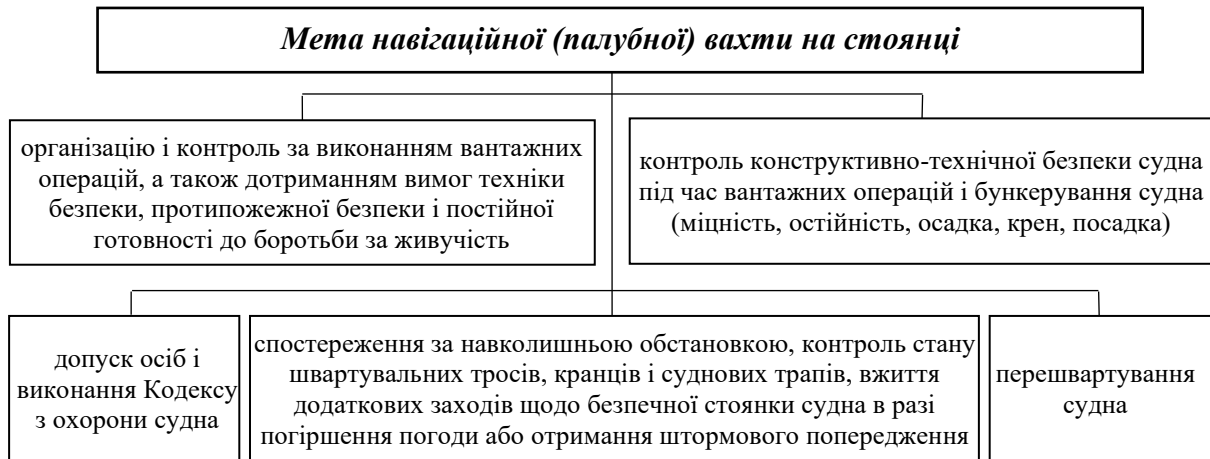 Мета навігаційної (палубної) вахти на стоянці
організацію і контроль за виконанням вантажних
операцій, а також дотриманням вимог техніки
безпеки, протипожежної безпеки і постійної
готовності до боротьби за живучість
контроль конструктивно-технічної безпеки судна
під час вантажних операцій і бункерування судна
(міцність, остійність, осадка, крен, посадка)
допуск осіб і
виконання Кодексу
з охорони судна
спостереження за навколишньою обстановкою, контроль стану
швартувальних тросів, кранців і суднових трапів, вжиття
додаткових заходів щодо безпечної стоянки судна в разі
погіршення погоди або отримання штормового попередження
перешвартування
судна